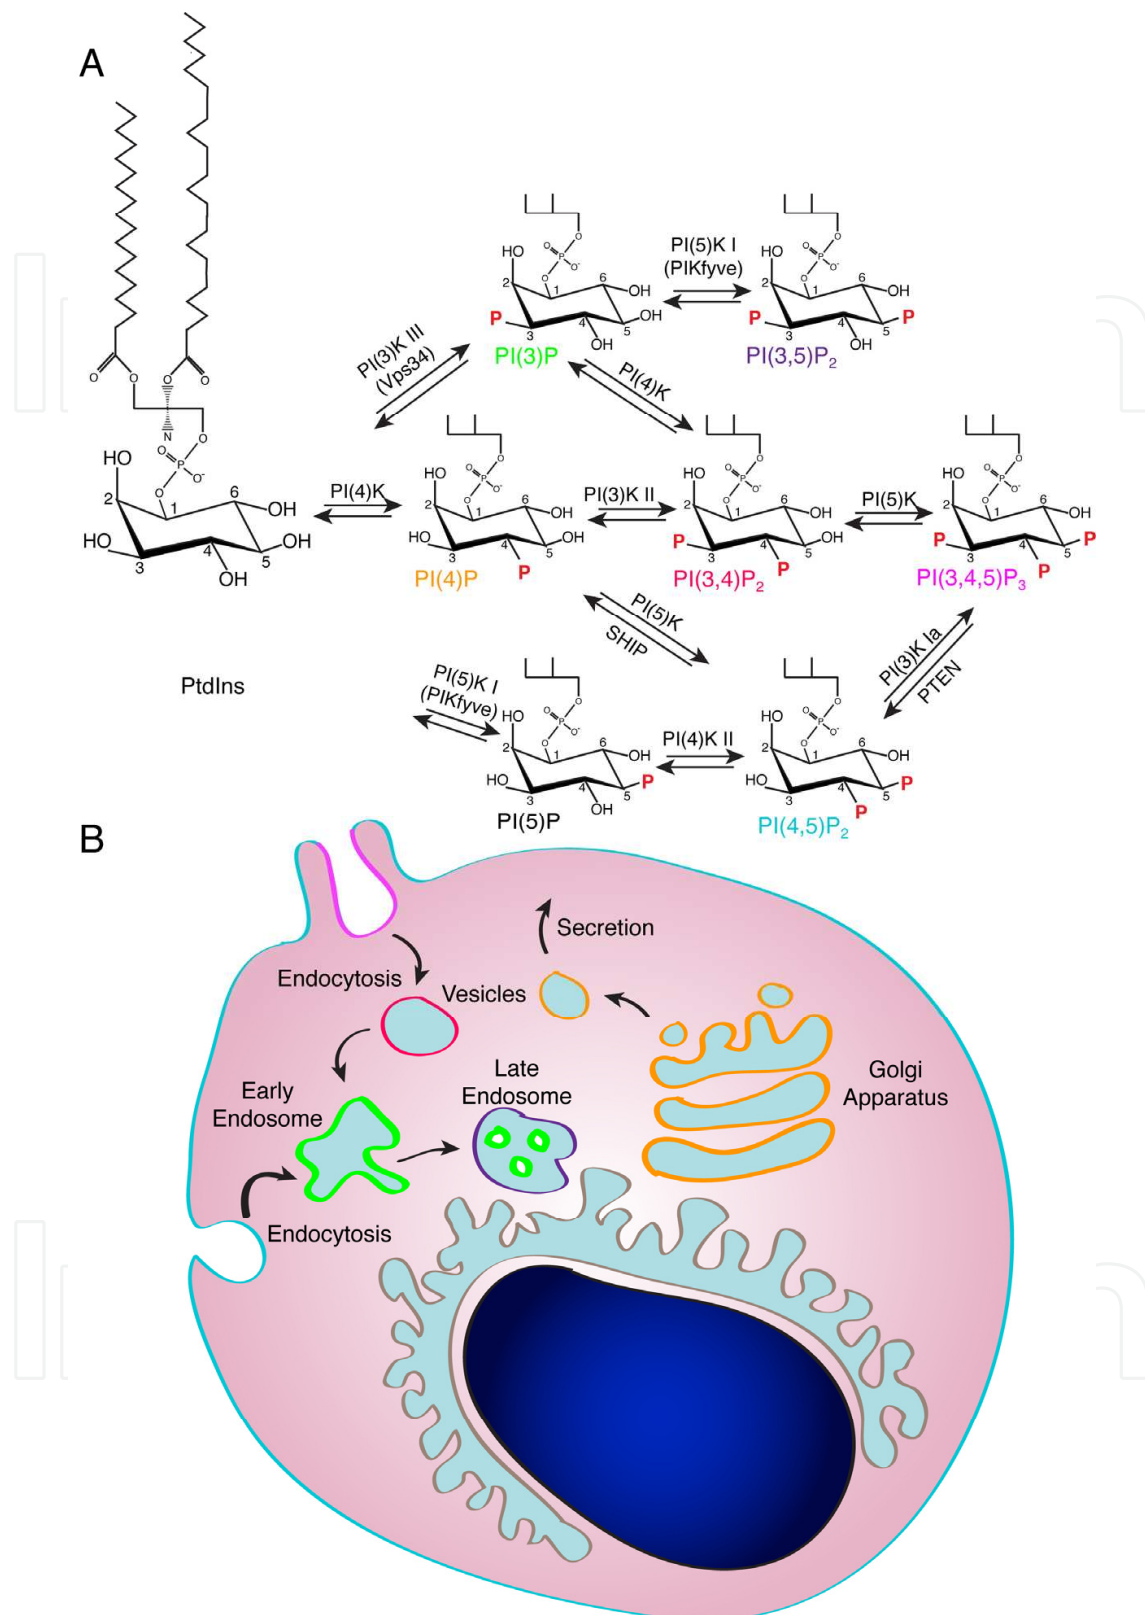 A
PI(3)K III
(Vps34)
HO
O
P
O
O-
O
2
1
6
OH
P
3
4
5
OH
OH
PI(3)P
PI(5)K I
(PIKfyve)
HO
O
P
O
O-
O
2
1
6
OH
P
3
4
5
P
OH
PI(3,5)P2
PI(4)K
O
O
O
O
N
O
O
P
O-
O
HO
2
1
6
OH
HO
3
4
5
OH
OH
PtdIns
PI(4)K
HO
O
P
O
O-
O
2
1
6
OH
HO
3
4
5
OH
P
PI(4)P
PI(3)K II
HO
O
P
O
O-
O
2
1
6
OH
P
3
4
5
OH
P
PI(3,4)P2
PI(5)K
HO
O
P
O
O-
O
2
1
6
OH
P
3
4
5
P
P
PI(3,4,5)P3
PI(5)K
SHIP
PI(3)K Ia
PTEN
PI(5)K I
(PIKfyve)
HO
O
P
O
O-
O
2
1
6
OH
HO
3
4
5
P
OH
PI(5)P
PI(4)K II
HO
O
P
O
O-
O
2
1
6
OH
HO
3
4
5
P
P
PI(4,5)P2
B
Secretion
Endocytosis
Vesicles
Early
Endosome
Late
Endosome
Golgi
Apparatus
Endocytosis